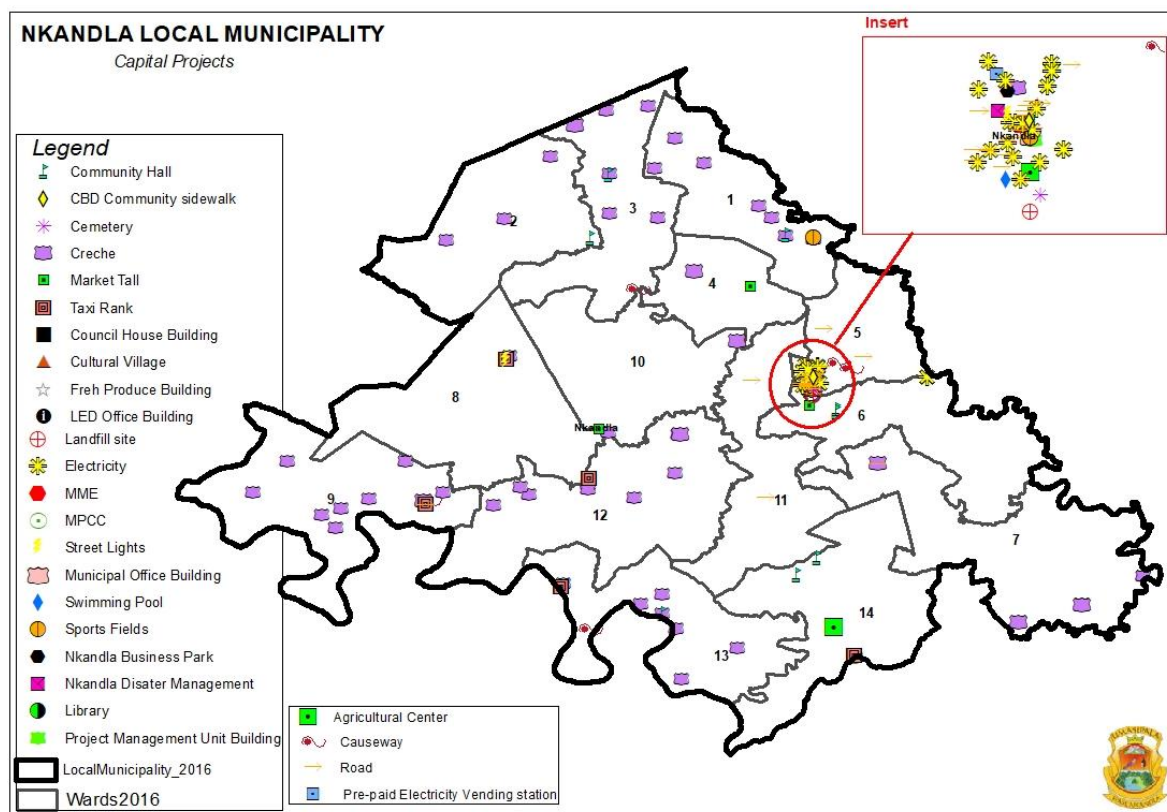 NKANDLA LOCAL MUNICIPALITY
Capital Projects
Insert
Nkandla
Legend
Community Hall
CBD Community sidewalk
Cemetery
Creche
Market Tall
Taxi Rank
Council House Building
Cultural Village
Freh Produce Building
LED Office Building
Landfill site
Electricity
MME
MPCC
Street Lights
Municipal Office Building
Swimming Pool
Sports Fields
Nkandla Business Park
Nkandla Disater Management
Library
Project Management Unit Building
LocalMunicipality_2016
Wards2016
Agricultural Center
Causeway
Road
Pre-paid Electricity Vending station
1
2
3
4
5
10
8
6
Nkandla
9
12
11
7
14
13